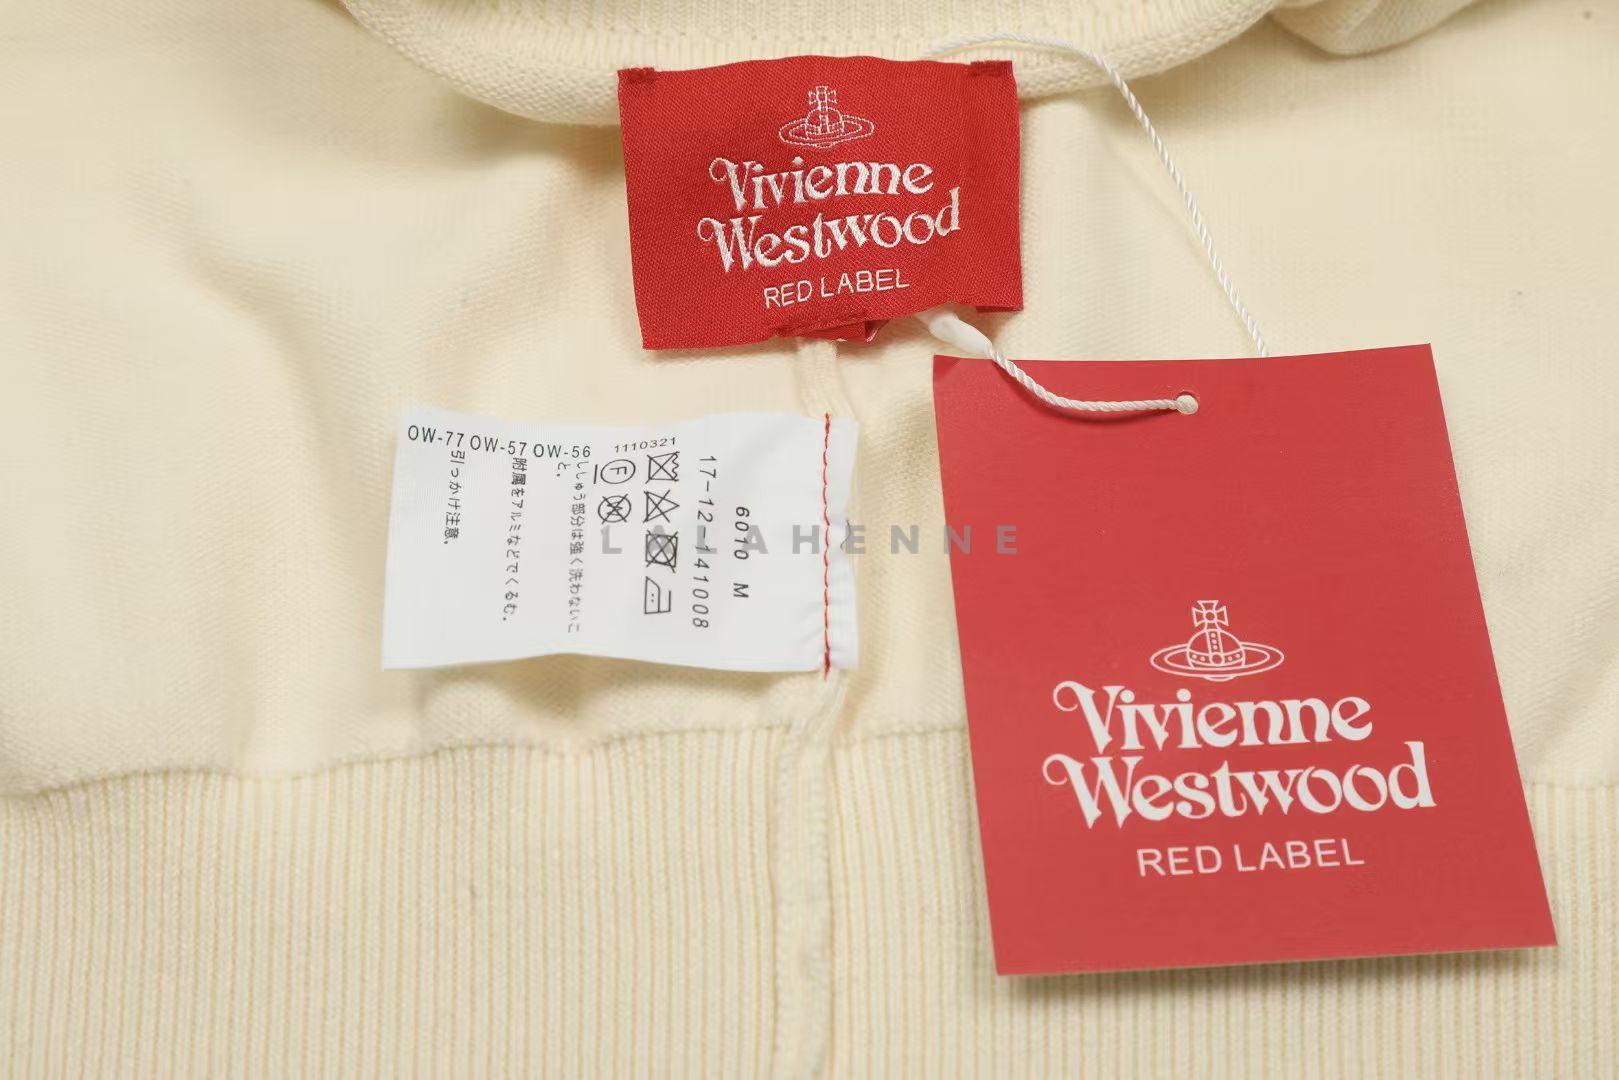 Vivienne
Westwood
RED LABEL
OW-77 OW-57 OW-56
1110321
6010 M
17-12-141008
F
W
ししゅう部分は強く洗わないこ
と。
附属をアルミなどでくるむ。
引っかけ注意。
LALAHENNE
Vivienne
Westwood
RED LABEL